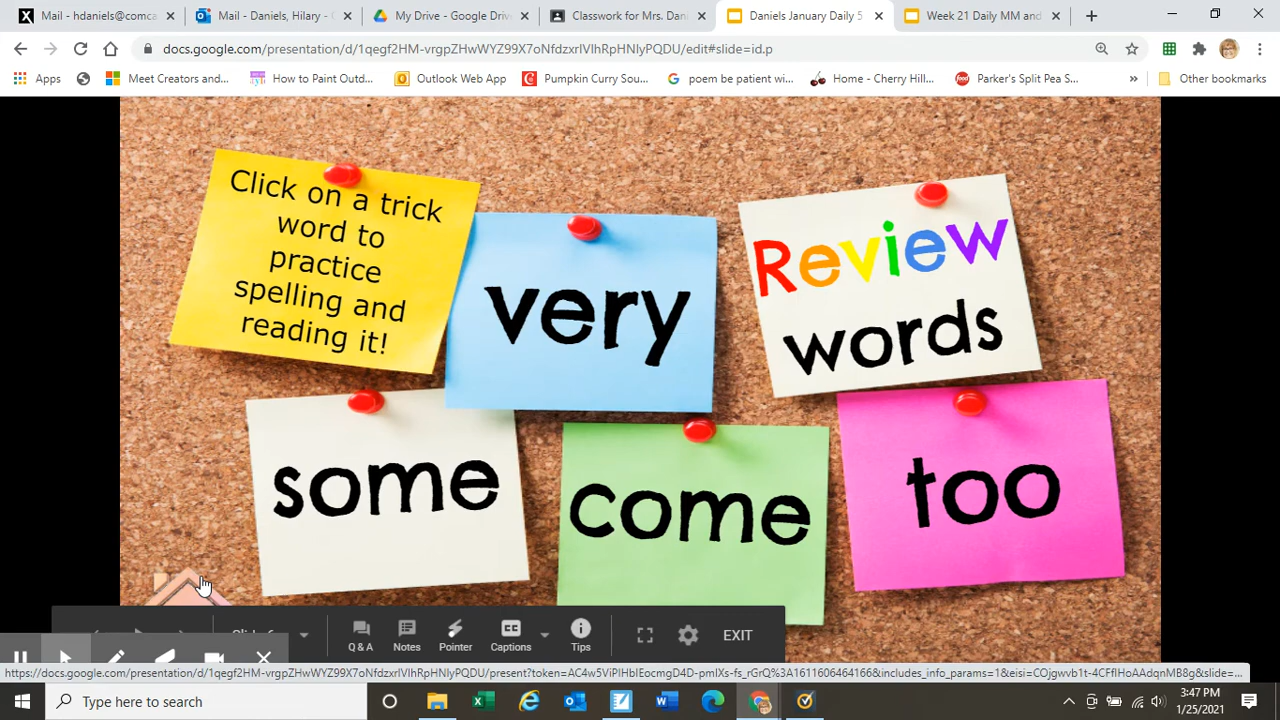 Mail - hdaniels@comca
Mail - Daniels, Hilary -
My Drive - Google Drive
Classwork for Mrs. Dani
Daniels January Daily 5
Week 21 Daily MM and
docs.google.com/presentation/d/1qegf2HM-vrgpZHwWYZ99X7oNfdzxrIVIhRpHNlyPQDU/edit#slide=id.p
Apps
Meet Creators and...
How to Paint Outd...
Outlook Web App
Pumpkin Curry Sou...
poem be patient wi...
Home - Cherry Hill...
Parker's Split Pea S...
Other bookmarks
Click on a trick
word to
practice
spelling and
reading it!
very
Review
words
some
come
too
Q & A
Notes
Pointer
Captions
Tips
EXIT
Type here to search
3:47 PM
1/25/2021